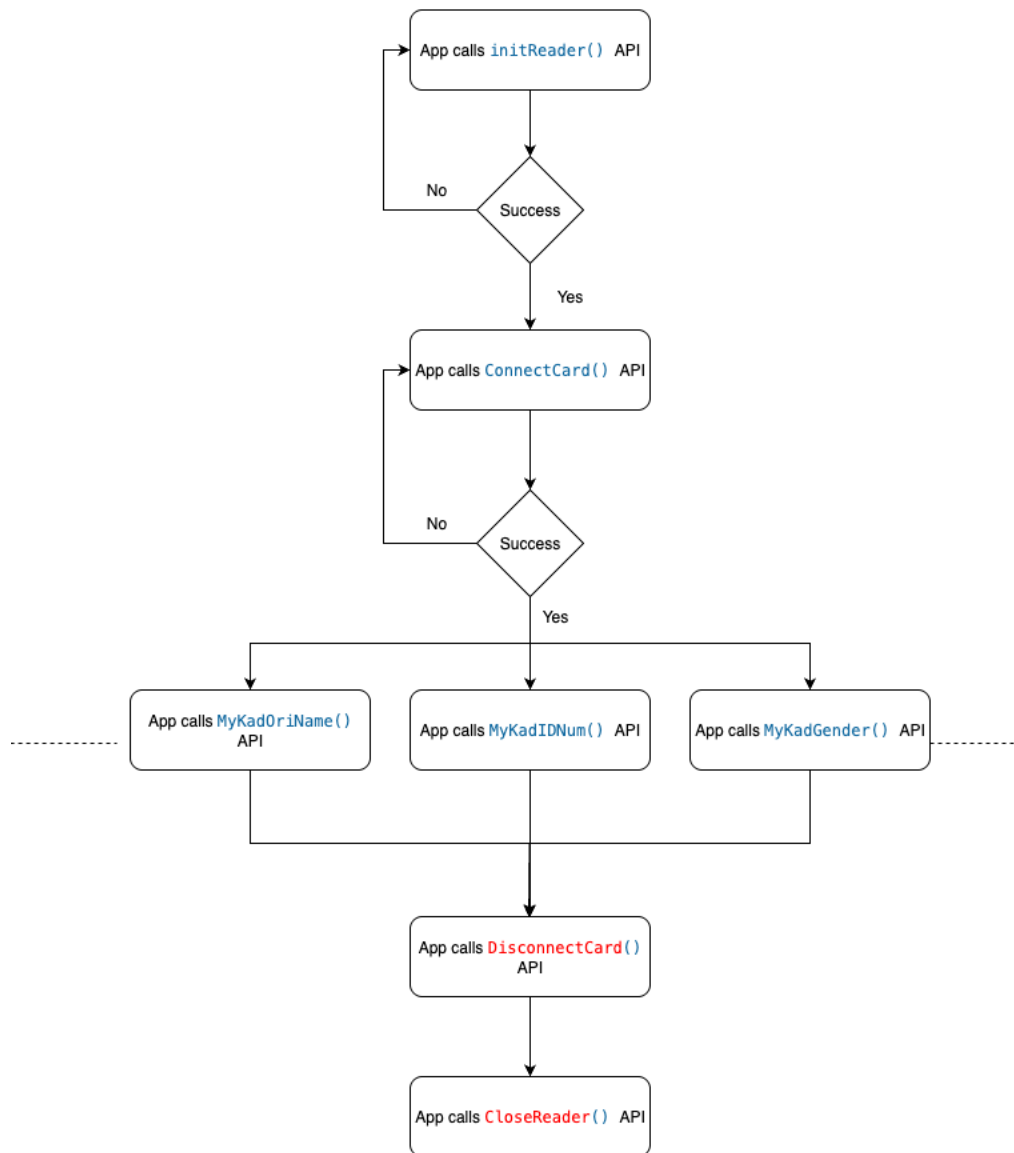 App calls initReader() API
No
Success
Yes
App calls ConnectCard() API
No
Success
Yes
App calls MyKadOriName()
API
App calls MyKadIDNum() API
App calls MyKadGender() API
App calls DisconnectCard()
API
App calls CloseReader() API